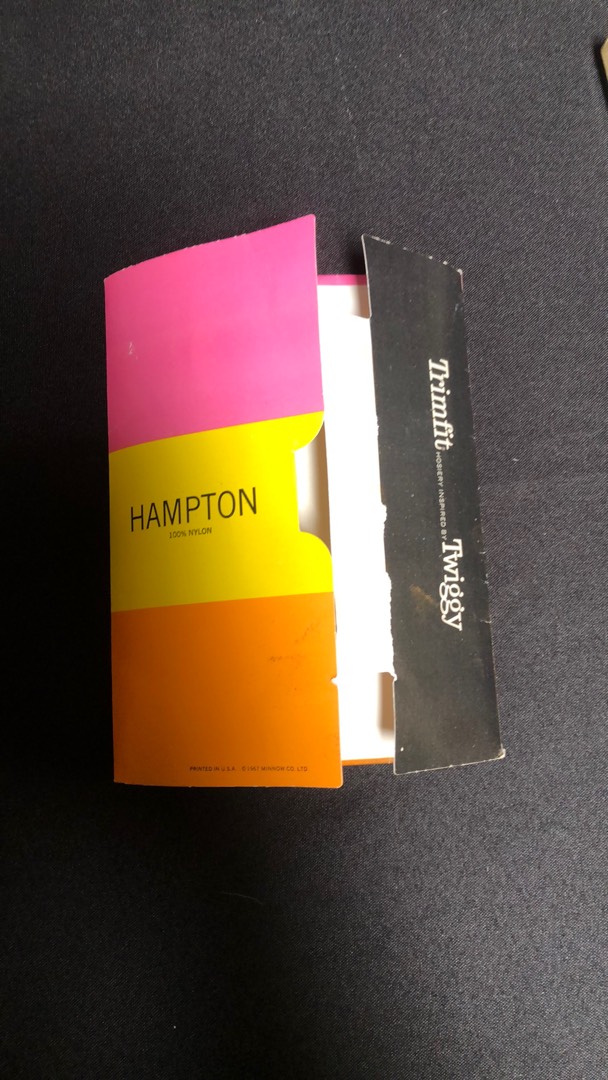 HAMPTON
100% NYLON
PRINTED IN U.S.A. © 1967 MINNOW CO. LTD.
Trimfit HOSIERY INSPIRED BY Twiggy